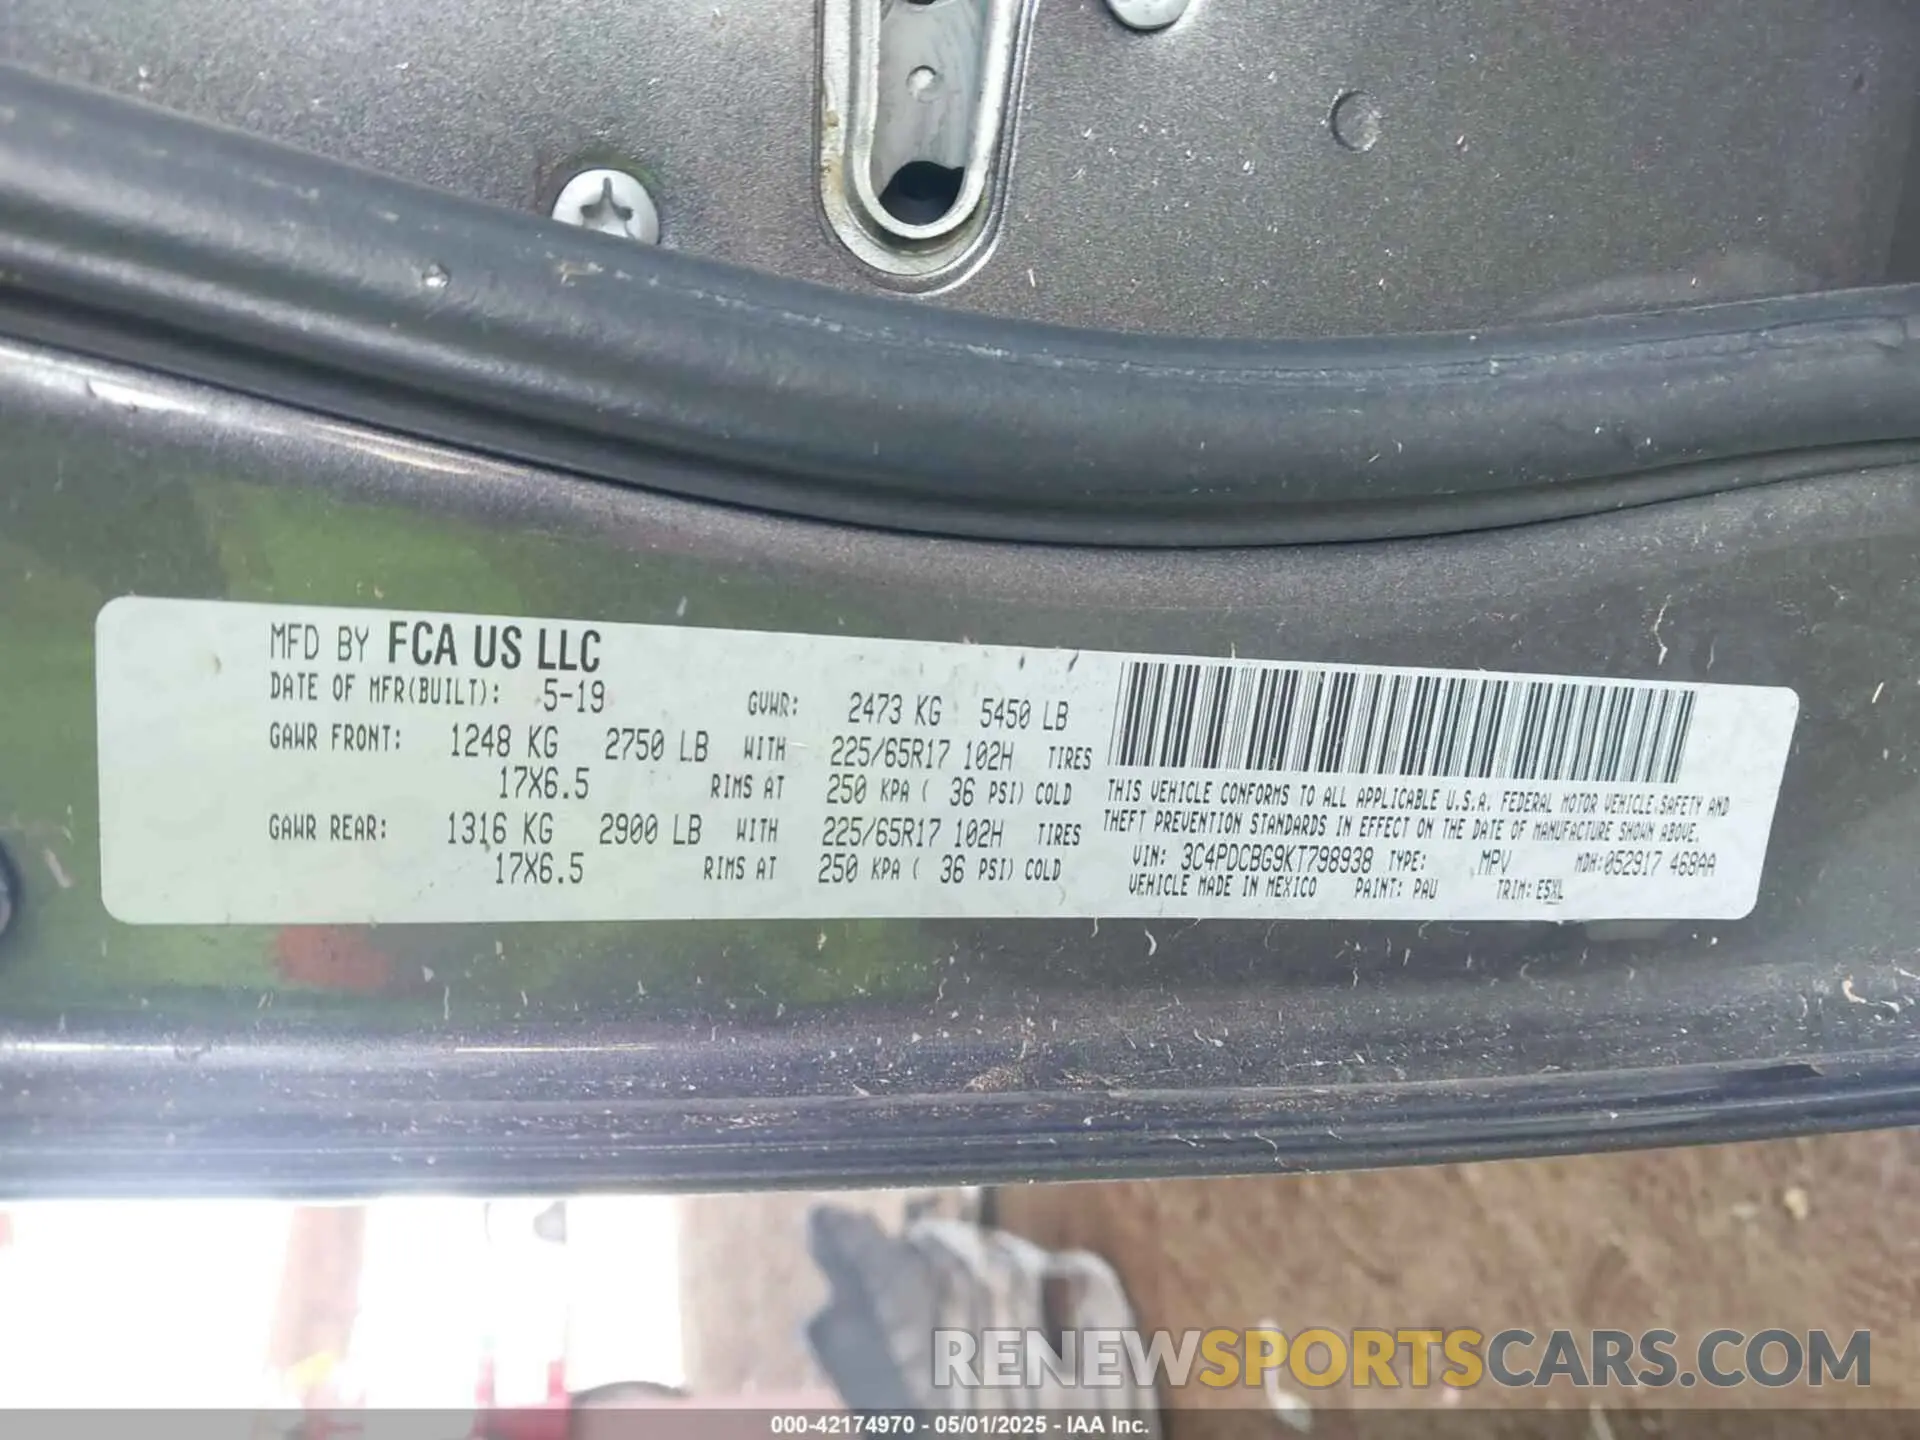 MFD BY FCA US LLC
DATE OF MFR(BUILT): 5-19 GVWR: 2473 KG 5450 LB
GAWR FRONT: 1248 KG 2750 LB WITH 225/65R17 102H TIRES
17X6.5 RIMS AT 250 KPA ( 36 PSI) COLD
GAWR REAR: 1316 KG 2900 LB WITH 225/65R17 102H TIRES
17X6.5 RIMS AT 250 KPA ( 36 PSI) COLD
THIS VEHICLE CONFORMS TO ALL APPLICABLE U.S.A. FEDERAL MOTOR VEHICLE SAFETY AND
THEFT PREVENTION STANDARDS IN EFFECT ON THE DATE OF MANUFACTURE SHOWN ABOVE.
VIN: 3C4PDCBG9KT798938 TYPE: MPV MDH:052917 468AA
VEHICLE MADE IN MEXICO PAINT: PAU TRIM: E5XL
RENEWSPORTSCARS.COM
000-42174970 - 05/01/2025 - IAA Inc.